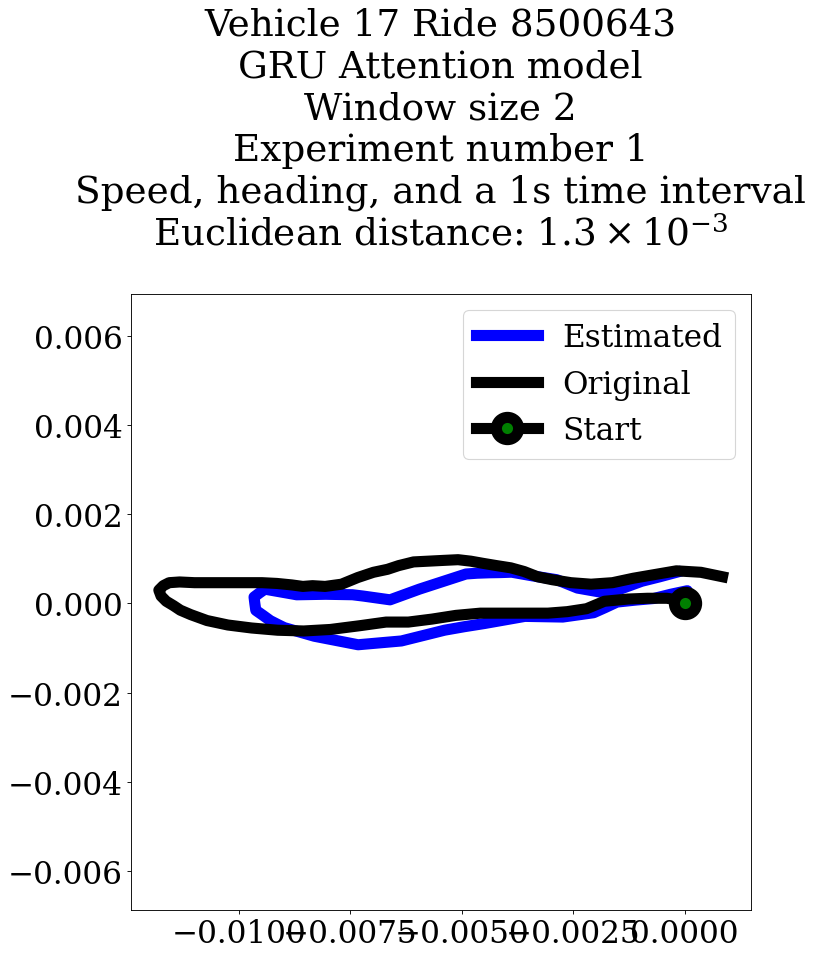 Vehicle 17 Ride 8500643
GRU Attention model
Window size 2
Experiment number 1
Speed, heading, and a 1s time interval
Euclidean distance: 1.3 × 10⁻³
Estimated
Original
Start
0.006
0.004
0.002
0.000
−0.002
−0.004
−0.006
−0.0100 −0.0075 −0.0050 −0.0025 0.0000